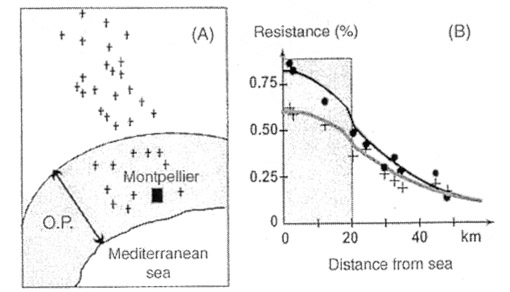 (A)
Montpellier
O.P.
Mediterranean
sea
Resistance (%)
(B)
0.75
0.50
0.25
0
0
20
40
km
Distance from sea